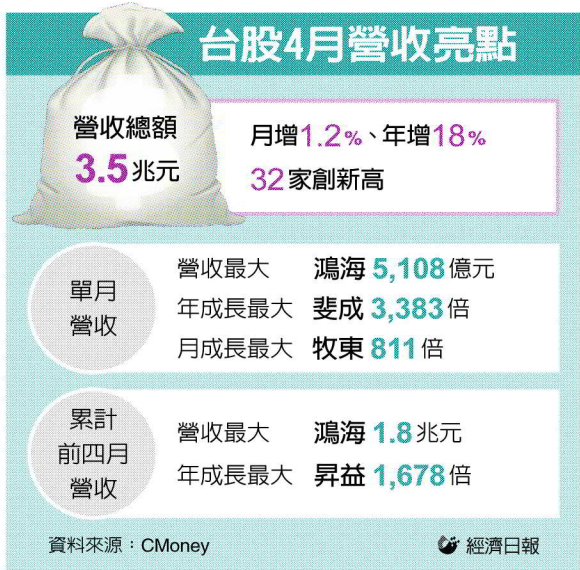 台股4月營收亮點
營收總額
3.5兆元
月增1.2%、年增18%
32家創新高
單月
營收
營收最大 鴻海 5,108億元
年成長最大 斐成 3,383倍
月成長最大 牧東 811倍
累計
前四月
營收
營收最大 鴻海 1.8兆元
年成長最大 昇益 1,678倍
資料來源：CMoney
經濟日報